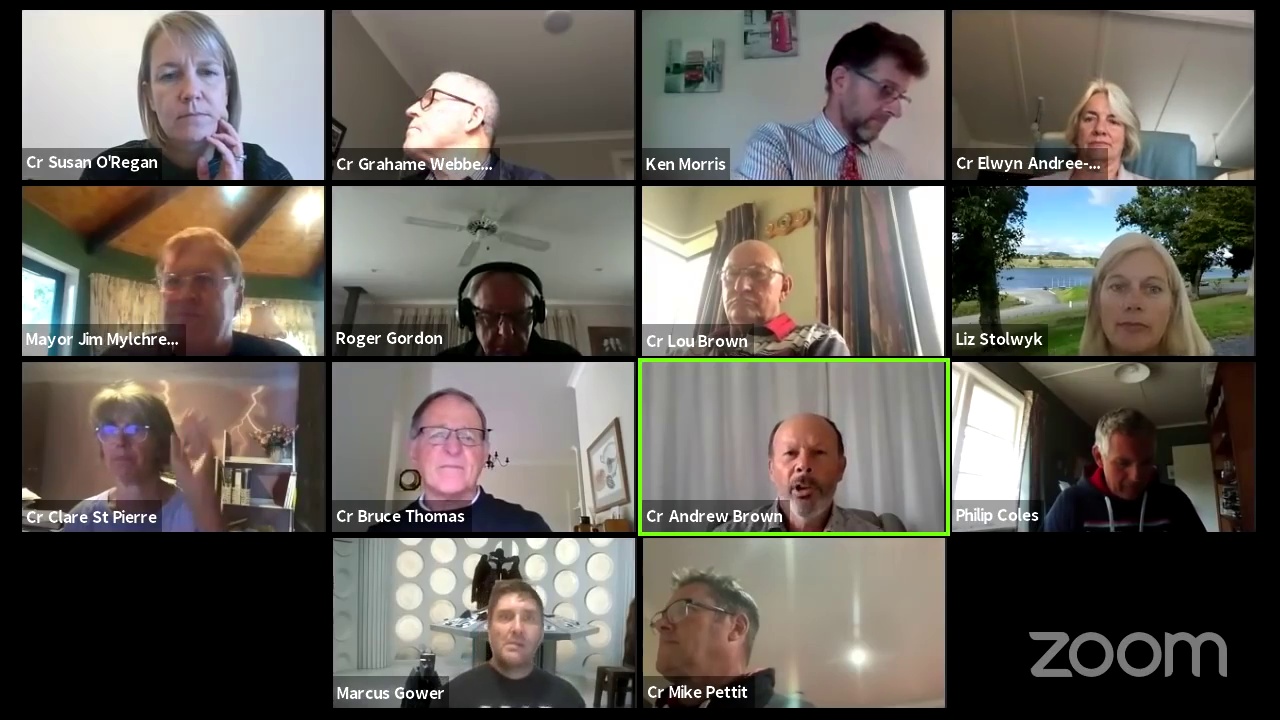 Cr Susan O'Regan
Cr Grahame Webbe...
Ken Morris
Cr Elwyn Andree-...
Mayor Jim Mylchre...
Roger Gordon
Cr Lou Brown
Liz Stolwyk
Cr Clare St Pierre
Cr Bruce Thomas
Cr Andrew Brown
Philip Coles
Marcus Gower
Cr Mike Pettit
zoom